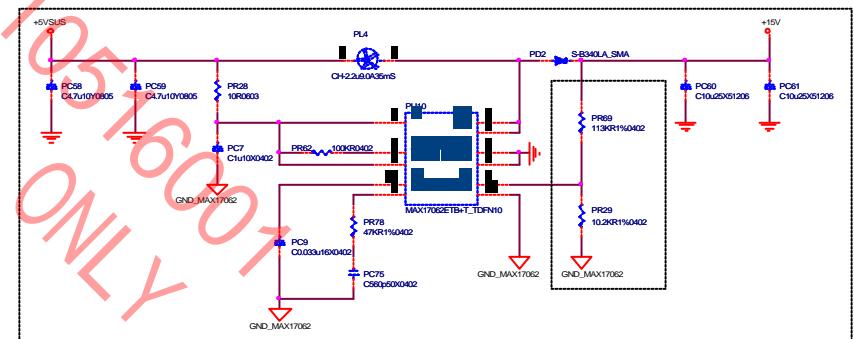 +5VSUS
PL4
CH-2.2u9.0A35mS
PD2
S-B340LA_SMA
+15V
PC58
C4.7u10Y0805
PC59
C4.7u10Y0805
PR28
10R0603
PC60
C10u25X51206
PC61
C10u25X51206
PR69
113KR1%0402
PC7
C1u10X0402
PR62
100KR0402
GND_MAX17062
MAX17062ETB+T_TDFN10
PR78
47KR1%0402
PR29
10.2KR1%0402
PC9
C0.033u16X0402
PC75
C560p50X0402
GND_MAX17062
GND_MAX17062
GND_MAX17062
10516001
ONLY